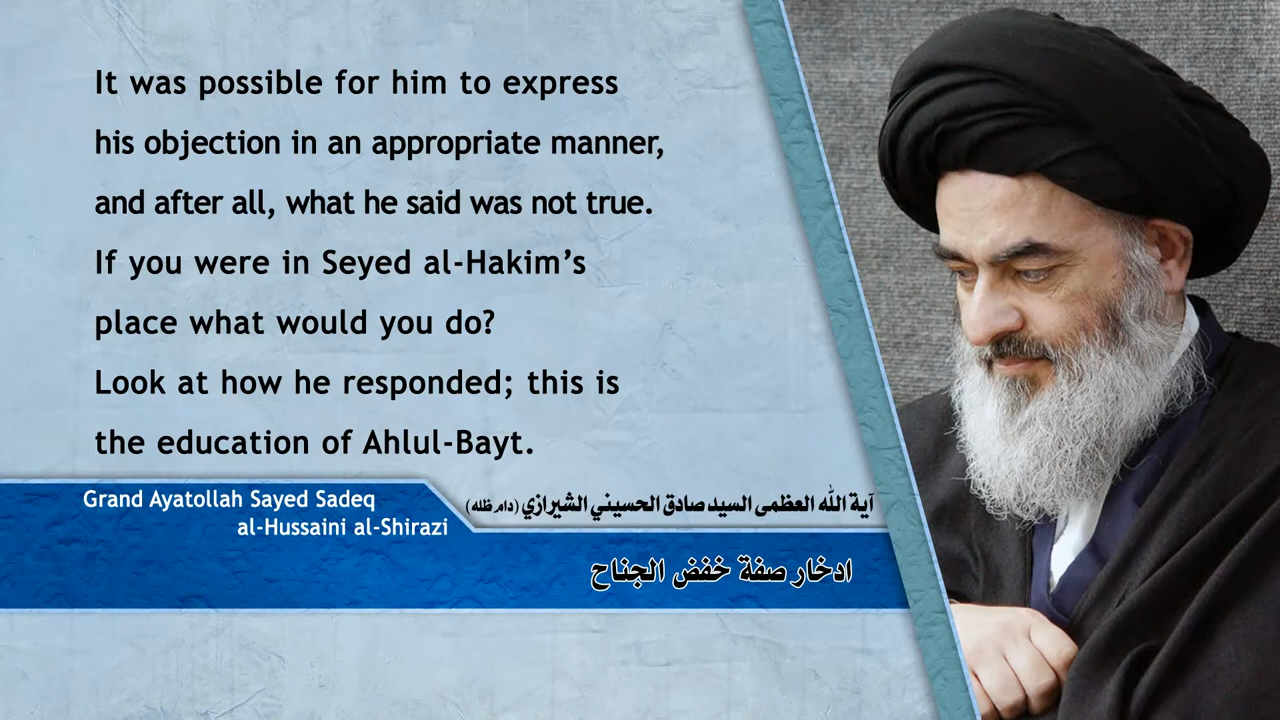 It was possible for him to express
his objection in an appropriate manner,
and after all, what he said was not true.
If you were in Seyed al-Hakim’s
place what would you do?
Look at how he responded; this is
the education of Ahlul-Bayt.
Grand Ayatollah Sayed Sadeq
al-Hussaini al-Shirazi
آية الله العظمى السيد صادق الحسيني الشيرازي (دام ظله)
ادخار صفة خفض الجناح